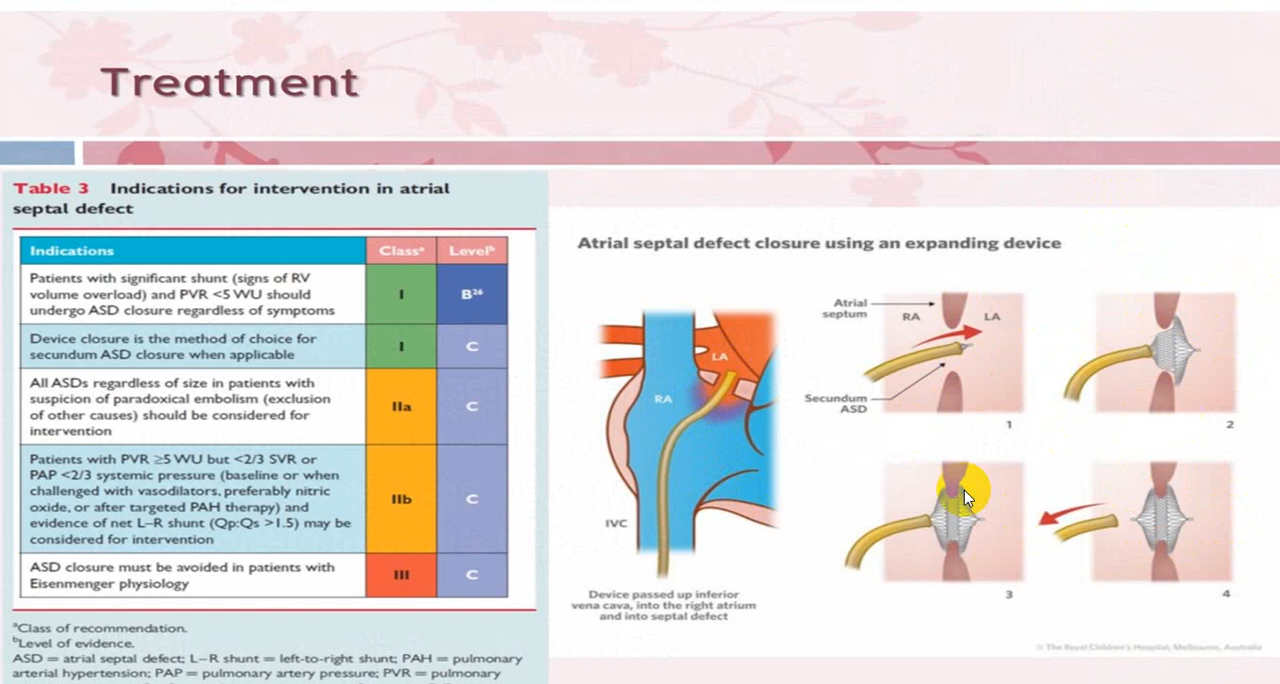 Treatment
Table 3 Indications for intervention in atrial
septal defect
Indications Classᵃ Levelᵇ
Patients with significant shunt (signs of RV
volume overload) and PVR <5 WU should
undergo ASD closure regardless of symptoms
I B²⁶
Device closure is the method of choice for
secundum ASD closure when applicable
I C
All ASDs regardless of size in patients with
suspicion of paradoxical embolism (exclusion
of other causes) should be considered for
intervention
IIa C
Patients with PVR ≥5 WU but <2/3 SVR or
PAP <2/3 systemic pressure (baseline or when
challenged with vasodilators, preferably nitric
oxide, or after targeted PAH therapy) and
evidence of net L–R shunt (Qp:Qs >1.5) may be
considered for intervention
IIb C
ASD closure must be avoided in patients with
Eisenmenger physiology
III C
ᵃClass of recommendation.
ᵇLevel of evidence.
ASD = atrial septal defect; L–R shunt = left-to-right shunt; PAH = pulmonary
arterial hypertension; PAP = pulmonary artery pressure; PVR = pulmonary
Atrial septal defect closure using an expanding device
LA
RA
IVC
Device passed up inferior
vena cava, into the right atrium
and into septal defect
Atrial
septum
RA LA
Secundum
ASD
1
2
3
4
© The Royal Children's Hospital, Melbourne, Australia